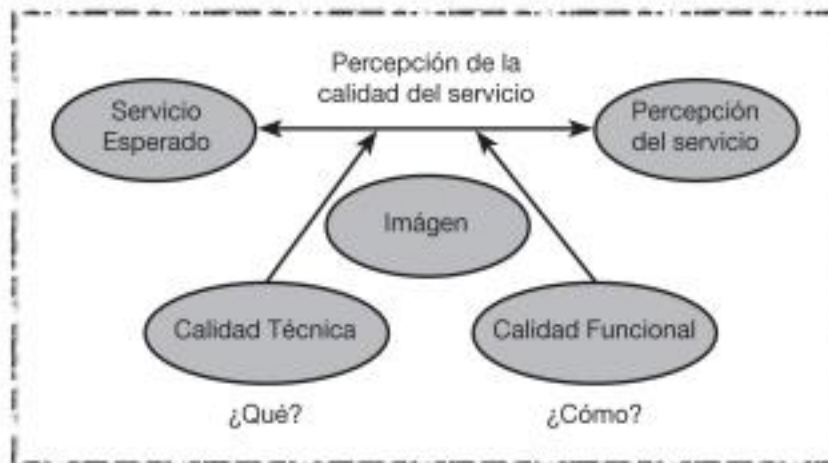 Percepción de la
calidad del servicio
Servicio
Esperado
Percepción
del servicio
Imágen
Calidad Técnica
Calidad Funcional
¿Qué?
¿Cómo?